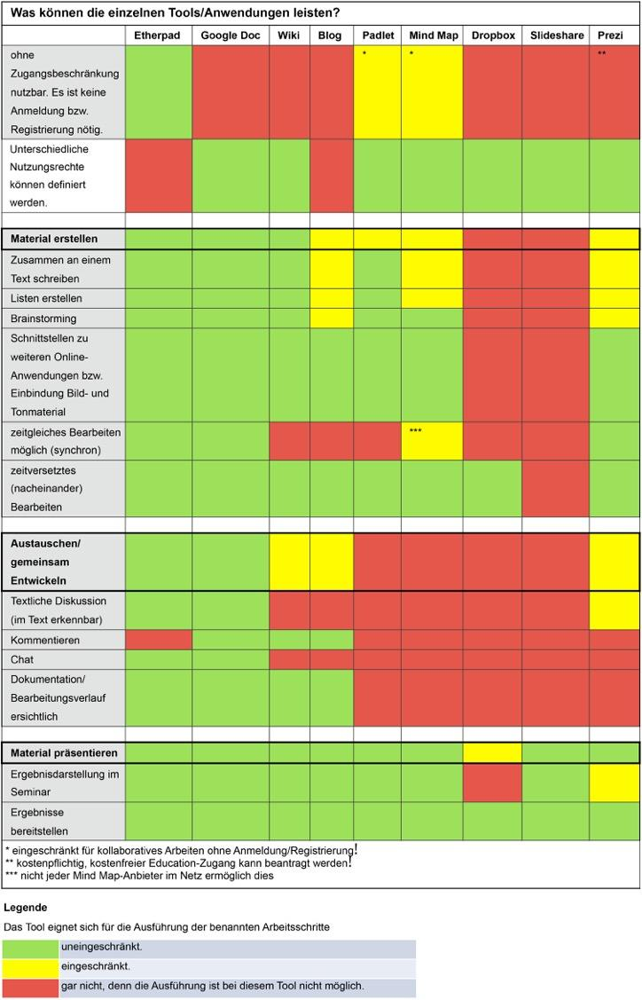 Was können die einzelnen Tools/Anwendungen leisten?
Etherpad Google Doc Wiki Blog Padlet Mind Map Dropbox Slideshare Prezi
ohne * * **
Zugangsbeschränkung
nutzbar. Es ist keine
Anmeldung bzw.
Registrierung nötig.
Unterschiedliche
Nutzungsrechte
können definiert
werden.
Material erstellen
Zusammen an einem
Text schreiben
Listen erstellen
Brainstorming
Schnittstellen zu
weiteren Online-
Anwendungen bzw.
Einbindung Bild- und
Tonmaterial
zeitgleiches Bearbeiten ***
möglich (synchron)
zeitversetztes
(nacheinander)
Bearbeiten
Austauschen/
gemeinsam
Entwickeln
Textliche Diskussion
(im Text erkennbar)
Kommentieren
Chat
Dokumentation/
Bearbeitungsverlauf
ersichtlich
Material präsentieren
Ergebnisdarstellung im
Seminar
Ergebnisse
bereitstellen
* eingeschränkt für kollaboratives Arbeiten ohne Anmeldung/Registrierung!
** kostenpflichtig, kostenfreier Education-Zugang kann beantragt werden!
*** nicht jeder Mind Map-Anbieter im Netz ermöglich dies
Legende
Das Tool eignet sich für die Ausführung der benannten Arbeitsschritte
uneingeschränkt.
eingeschränkt.
gar nicht, denn die Ausführung ist bei diesem Tool nicht möglich.